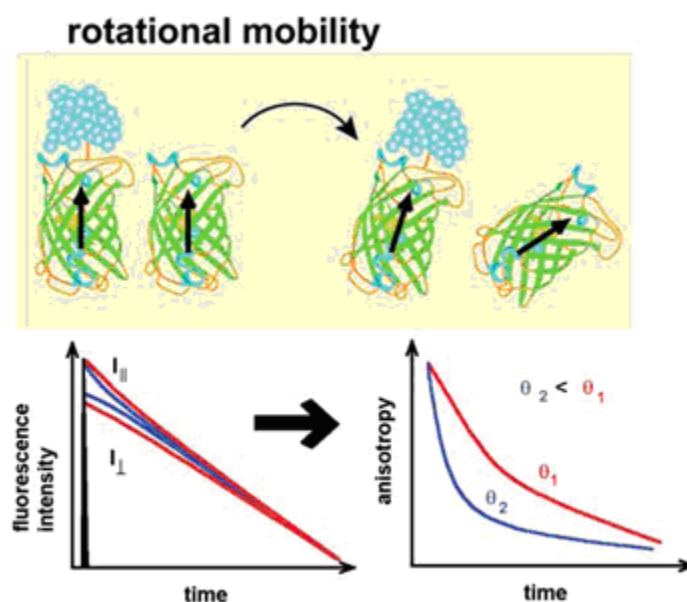 rotational mobility
I∥
I⊥
fluorescence
intensity
time
anisotropy
θ2 < θ1
θ1
θ2
time